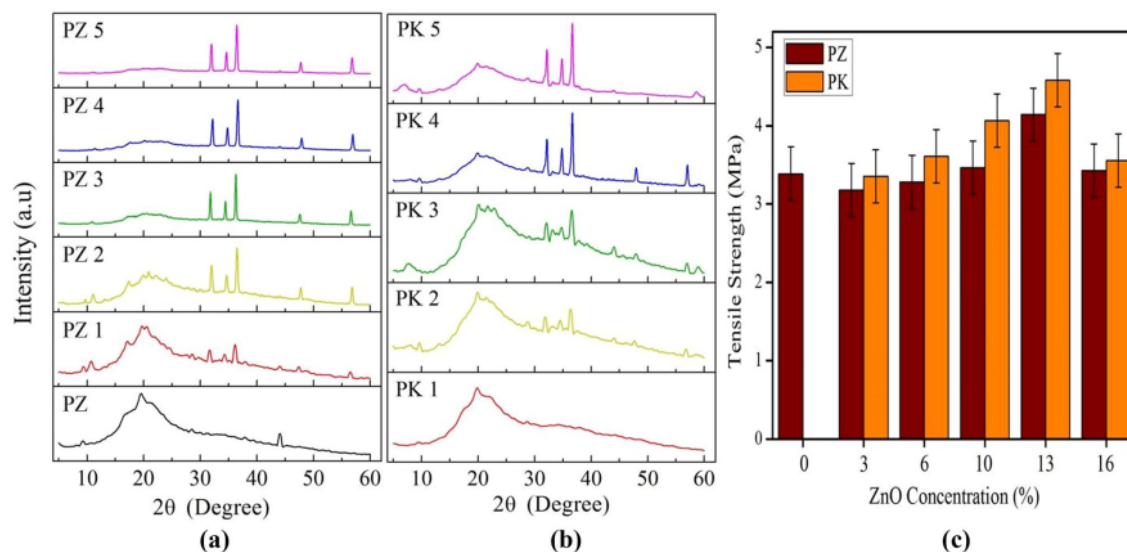 Intensity (a.u)
PZ 5
PZ 4
PZ 3
PZ 2
PZ 1
PZ
10 20 30 40 50 60
2θ (Degree)
(a)
PK 5
PK 4
PK 3
PK 2
PK 1
10 20 30 40 50 60
2θ (Degree)
(b)
Tensile Strength (MPa)
5
4
3
2
1
0
PZ
PK
0 3 6 10 13 16
ZnO Concentration (%)
(c)